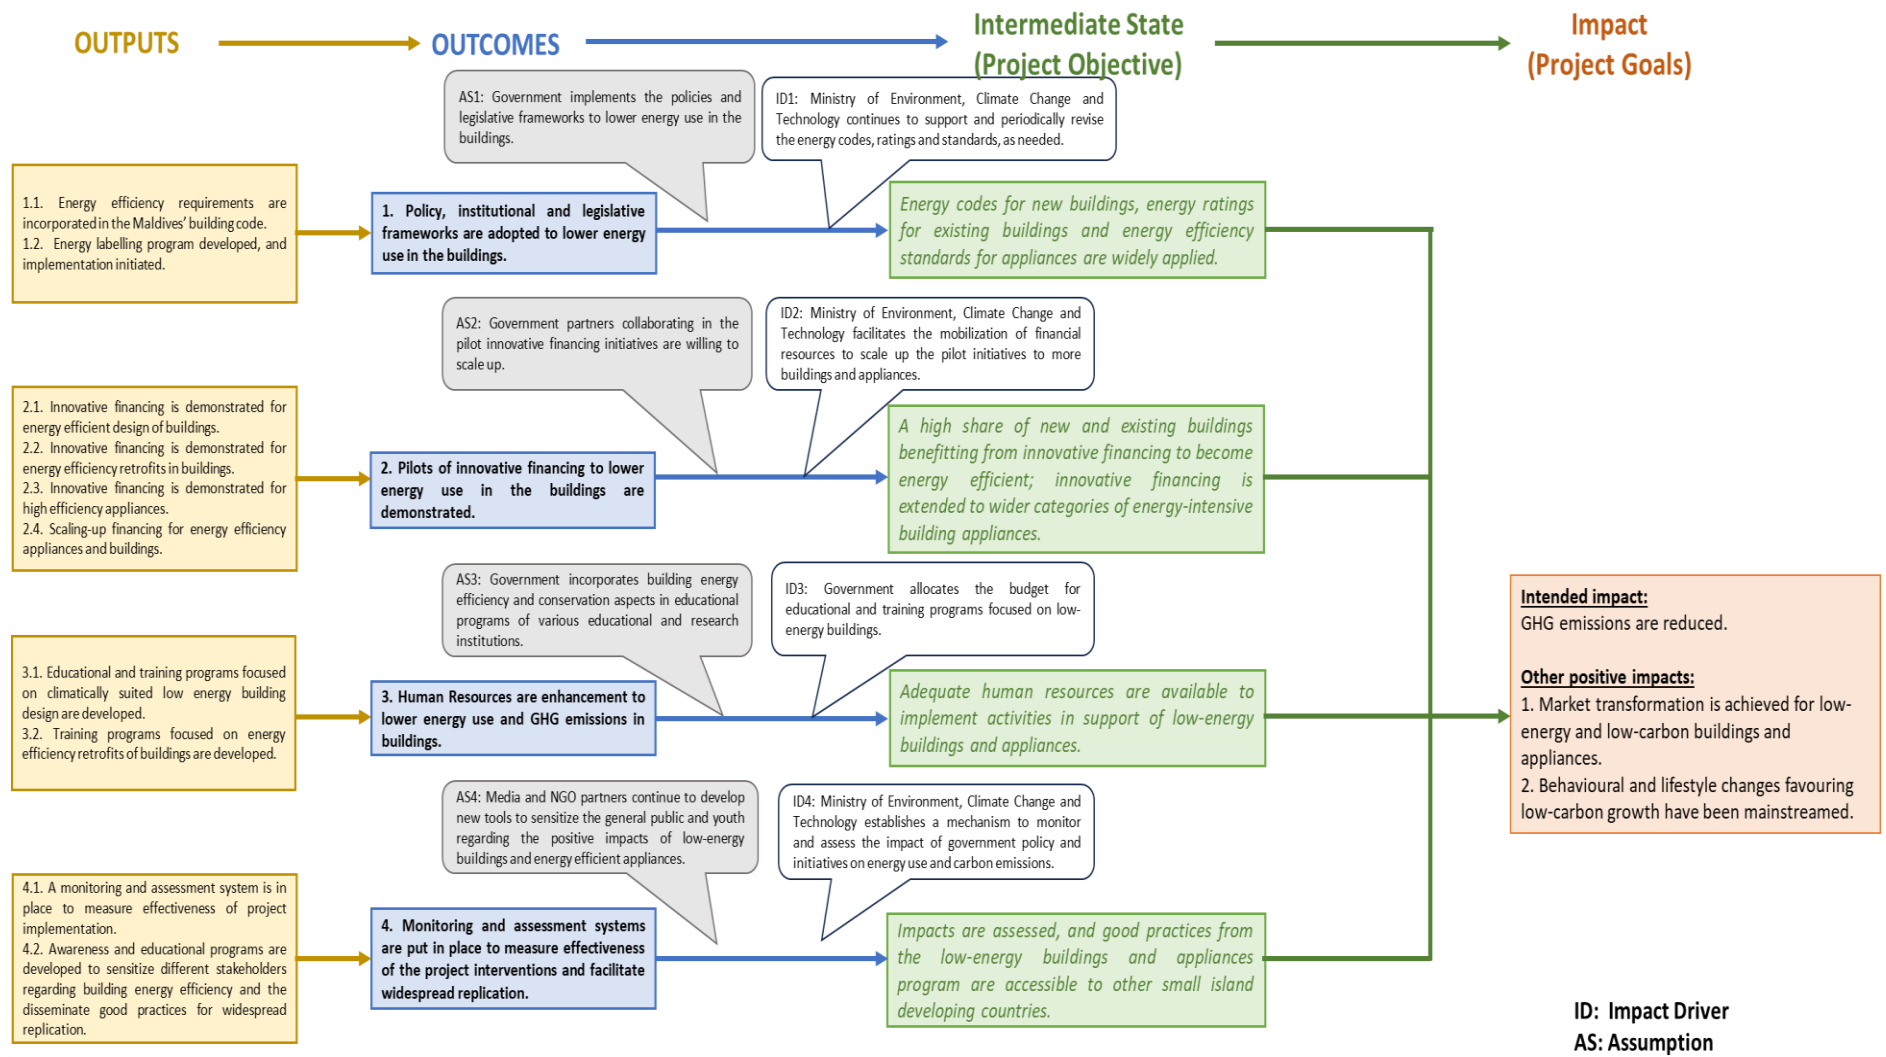 OUTPUTS
OUTCOMES
Intermediate State
(Project Objective)
Impact
(Project Goals)
AS1: Government implements the policies and
legislative frameworks to lower energy use in the
buildings.
ID1: Ministry of Environment, Climate Change and
Technology continues to support and periodically revise
the energy codes, ratings and standards, as needed.
1.1. Energy efficiency requirements are
incorporated in the Maldives' building code.
1.2. Energy labelling program developed, and
implementation initiated.
1. Policy, institutional and legislative
frameworks are adopted to lower energy
use in the buildings.
Energy codes for new buildings, energy ratings
for existing buildings and energy efficiency
standards for appliances are widely applied.
AS2: Government partners collaborating in the
pilot innovative financing initiatives are willing to
scale up.
ID2: Ministry of Environment, Climate Change and
Technology facilitates the mobilization of financial
resources to scale up the pilot initiatives to more
buildings and appliances.
2.1. Innovative financing is demonstrated for
energy efficient design of buildings.
2.2. Innovative financing is demonstrated for
energy efficiency retrofits in buildings.
2.3. Innovative financing is demonstrated for
high efficiency appliances.
2.4. Scaling-up financing for energy efficiency
appliances and buildings.
2. Pilots of innovative financing to lower
energy use in the buildings are
demonstrated.
A high share of new and existing buildings
benefitting from innovative financing to become
energy efficient; innovative financing is
extended to wider categories of energy-intensive
building appliances.
AS3: Government incorporates building energy
efficiency and conservation aspects in educational
programs of various educational and research
institutions.
ID3: Government allocates the budget for
educational and training programs focused on low-
energy buildings.
3.1. Educational and training programs focused
on climatically suited low energy building
design are developed.
3.2. Training programs focused on energy
efficiency retrofits of buildings are developed.
3. Human Resources are enhancement to
lower energy use and GHG emissions in
buildings.
Adequate human resources are available to
implement activities in support of low-energy
buildings and appliances.
Intended impact:
GHG emissions are reduced.
Other positive impacts:
1. Market transformation is achieved for low-
energy and low-carbon buildings and
appliances.
2. Behavioural and lifestyle changes favouring
low-carbon growth have been mainstreamed.
AS4: Media and NGO partners continue to develop
new tools to sensitize the general public and youth
regarding the positive impacts of low-energy
buildings and energy efficient appliances.
ID4: Ministry of Environment, Climate Change and
Technology establishes a mechanism to monitor
and assess the impact of government policy and
initiatives on energy use and carbon emissions.
4.1. A monitoring and assessment system is in
place to measure effectiveness of project
implementation.
4.2. Awareness and educational programs are
developed to sensitize different stakeholders
regarding building energy efficiency and the
disseminate good practices for widespread
replication.
4. Monitoring and assessment systems
are put in place to measure effectiveness
of the project interventions and facilitate
widespread replication.
Impacts are assessed, and good practices from
the low-energy buildings and appliances
program are accessible to other small island
developing countries.
ID: Impact Driver
AS: Assumption